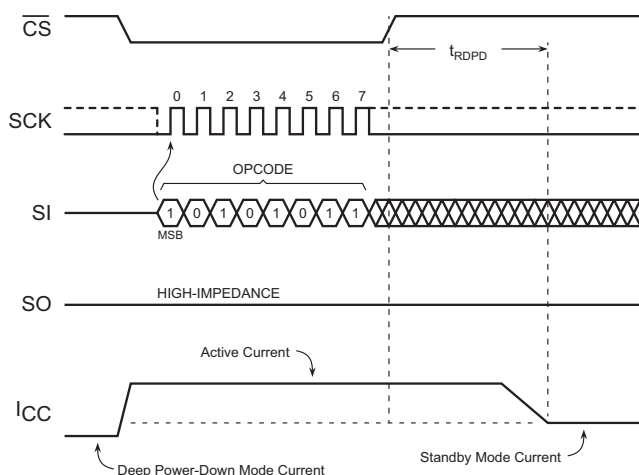 CS
tRDPD
0 1 2 3 4 5 6 7
SCK
OPCODE
SI
1 0 1 0 1 0 1 1
MSB
SO
HIGH-IMPEDANCE
Active Current
ICC
Standby Mode Current
Deep Power-Down Mode Current